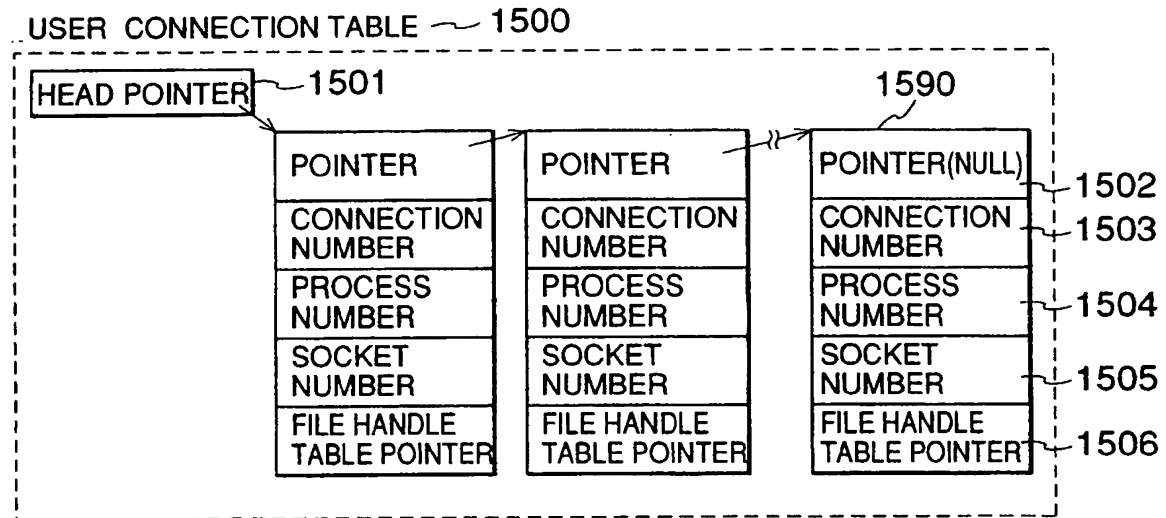 USER CONNECTION TABLE 1500
HEAD POINTER 1501
1590
POINTER
CONNECTION
NUMBER
PROCESS
NUMBER
SOCKET
NUMBER
FILE HANDLE
TABLE POINTER
POINTER
CONNECTION
NUMBER
PROCESS
NUMBER
SOCKET
NUMBER
FILE HANDLE
TABLE POINTER
POINTER(NULL)
CONNECTION
NUMBER
PROCESS
NUMBER
SOCKET
NUMBER
FILE HANDLE
TABLE POINTER
1502
1503
1504
1505
1506